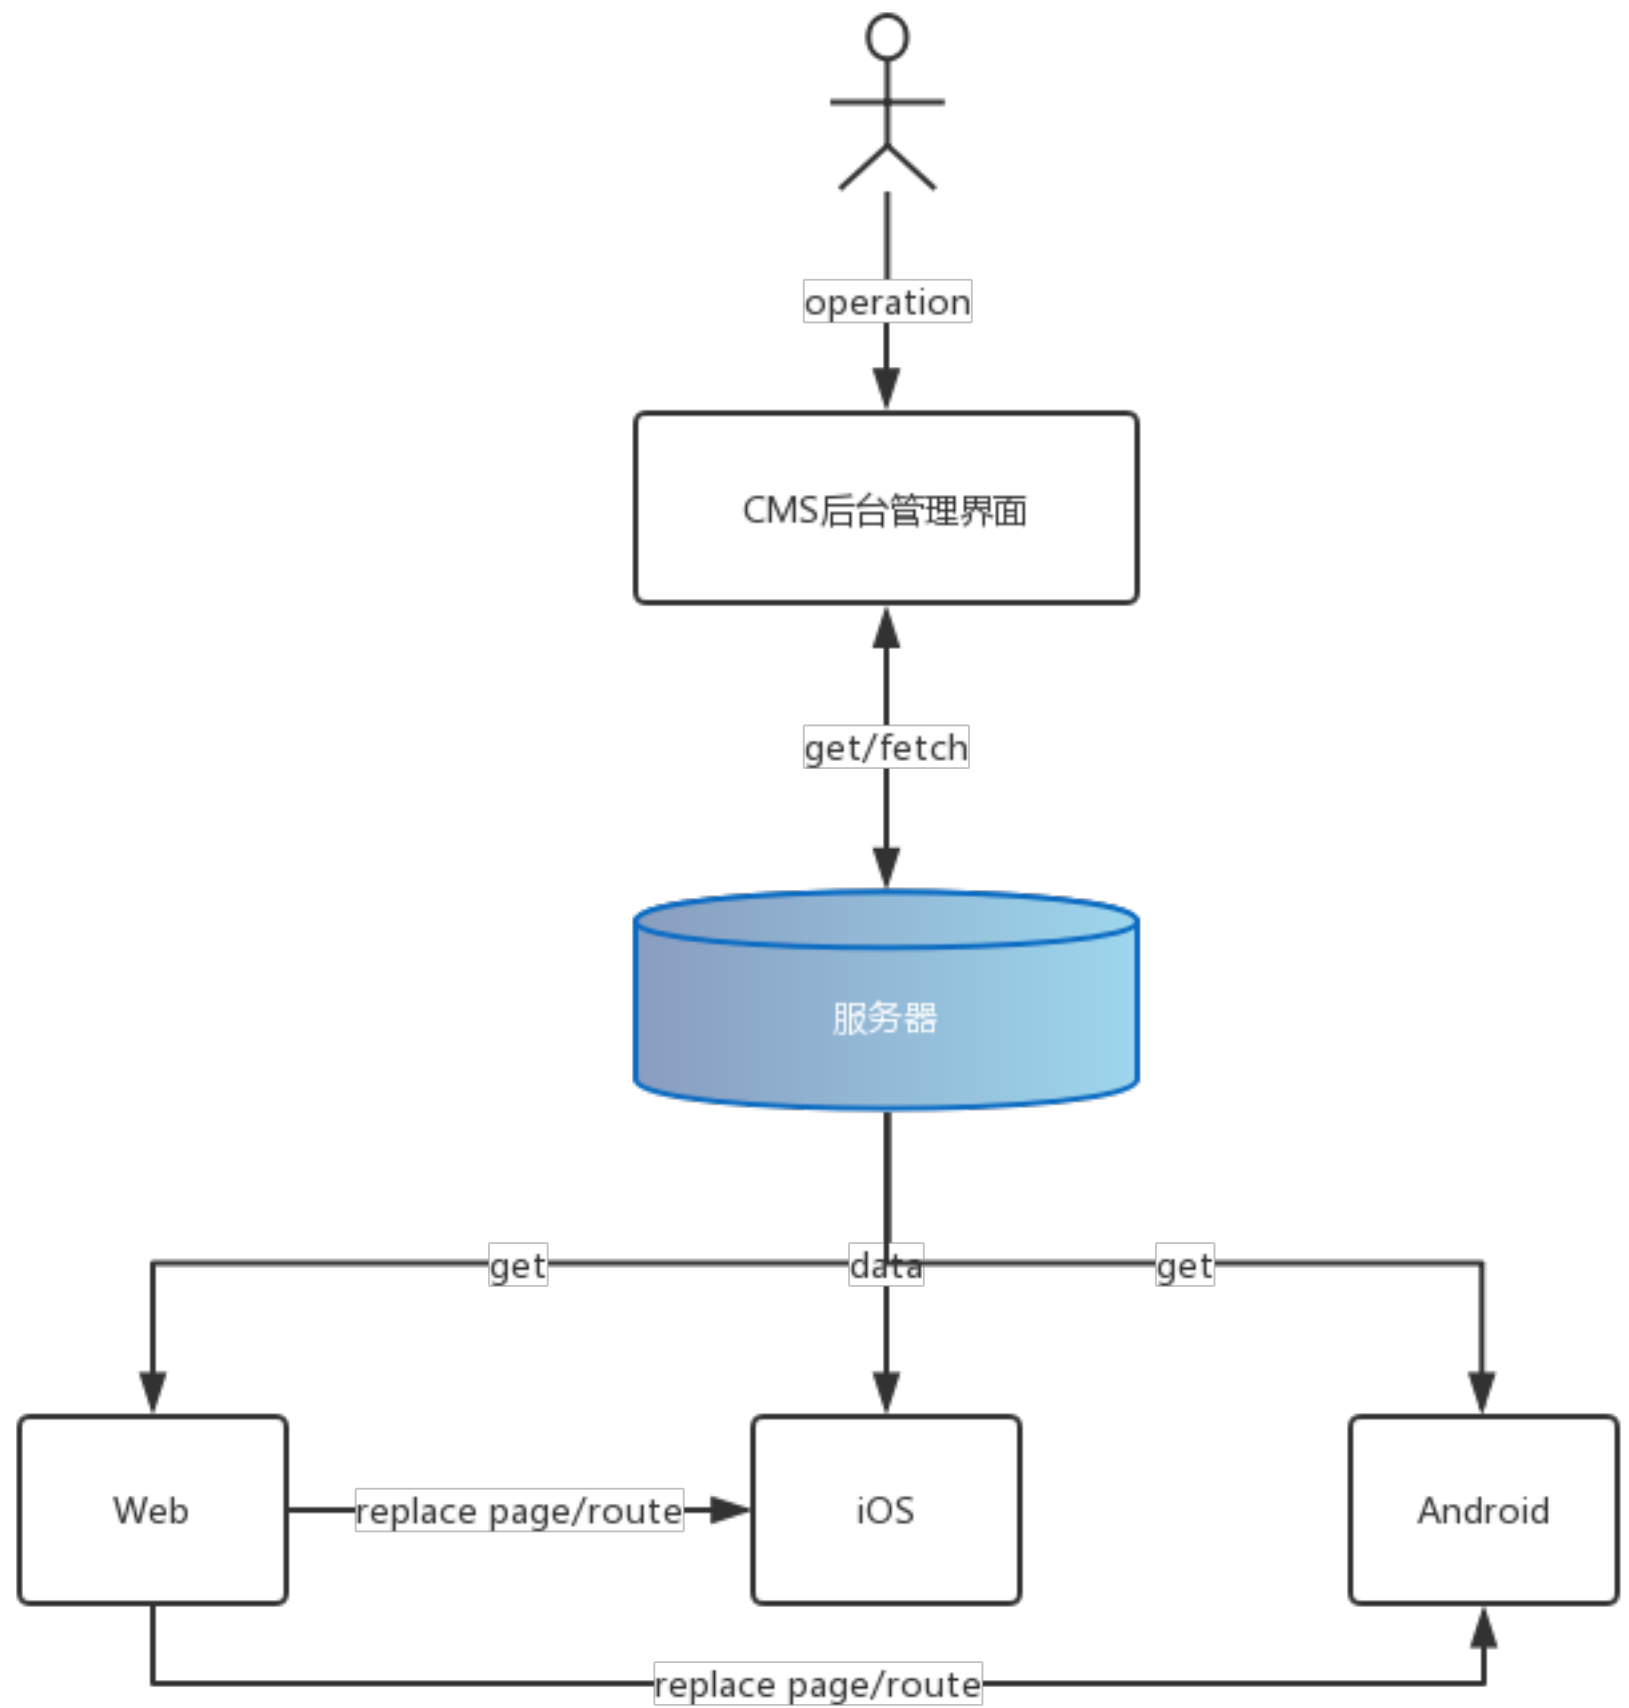 operation
CMS后台管理界面
get/fetch
服务器
get
data
get
Web
replace page/route
iOS
Android
replace page/route